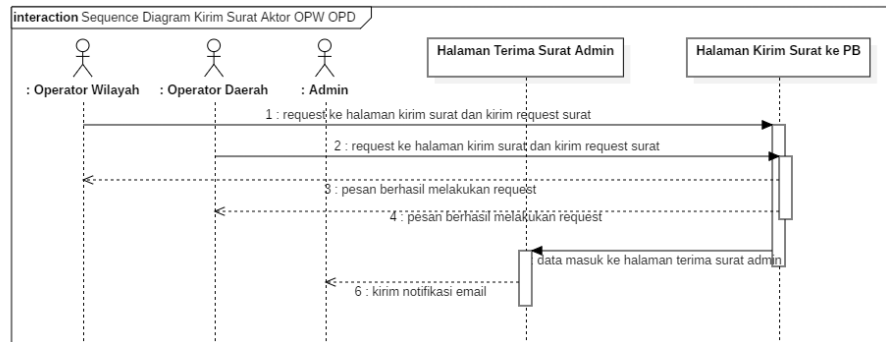 interaction Sequence Diagram Kirim Surat Aktor OPW OPD
Halaman Terima Surat Admin
Halaman Kirim Surat ke PB
: Operator Wilayah
: Operator Daerah
: Admin
1 : request ke halaman kirim surat dan kirim request surat
2 : request ke halaman kirim surat dan kirim request surat
3 : pesan berhasil melakukan request
4 : pesan berhasil melakukan request
data masuk ke halaman terima surat admin
6 : kirim notifikasi email